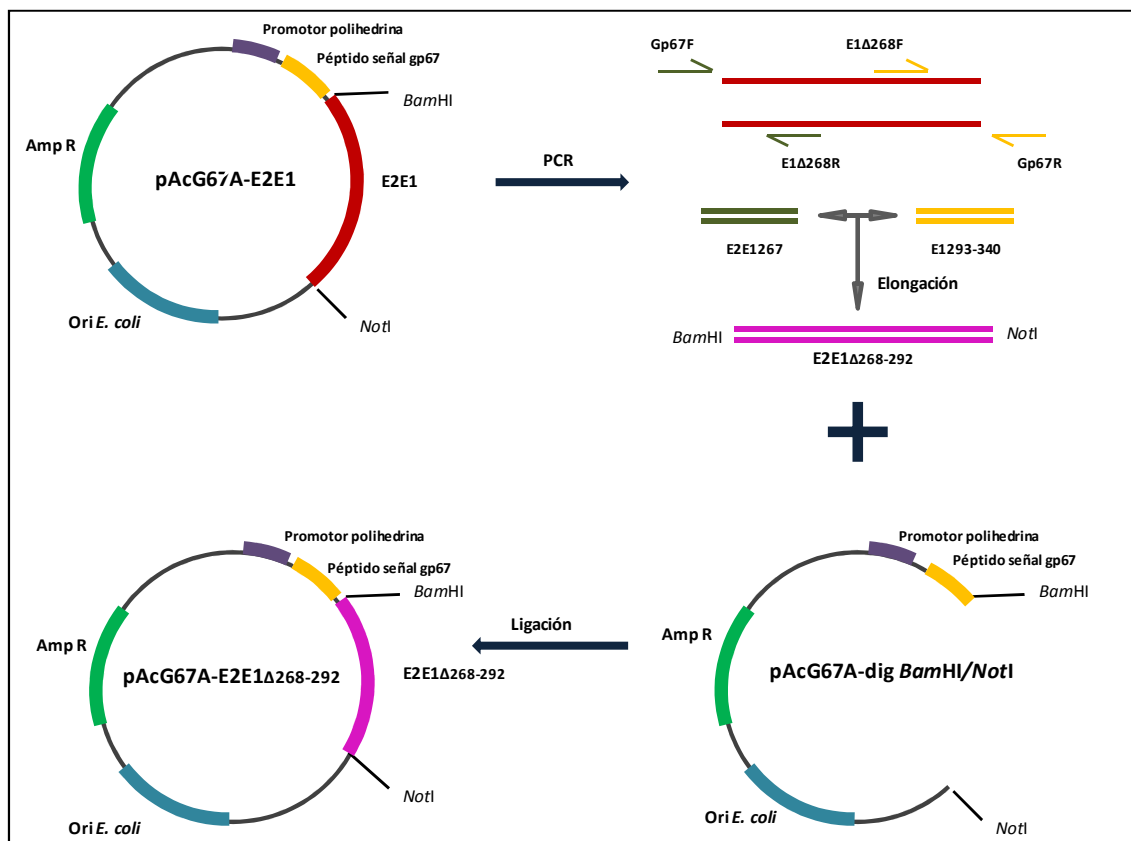 Promotor polihedrina
Péptido señal gp67
BamHI
Amp R
pAcG67A-E2E1
E2E1
Ori E. coli
NotI
PCR
Gp67F
E1Δ268F
E1Δ268R
Gp67R
E2E1267
E1293-340
Elongación
BamHI
NotI
E2E1Δ268-292
Promotor polihedrina
Péptido señal gp67
BamHI
Amp R
pAcG67A-E2E1Δ268-292
E2E1Δ268-292
NotI
Ori E. coli
Ligación
Promotor polihedrina
Péptido señal gp67
BamHI
Amp R
pAcG67A-dig BamHI/NotI
Ori E. coli
NotI